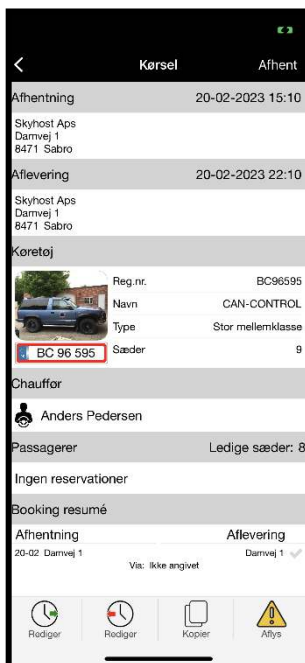 Kørsel
Afhent
Afhentning 20-02-2023 15:10
Skyhost Aps
Damvej 1
8471 Sabro
Aflevering 20-02-2023 22:10
Skyhost Aps
Damvej 1
8471 Sabro
Køretøj
Reg.nr. BC96595
Navn CAN-CONTROL
Type Stor mellemklasse
Sæder 9
BC 96 595
Chauffør
Anders Pedersen
Passagerer Ledige sæder: 8
Ingen reservationer
Booking resumé
Afhentning Aflevering
20-02 Damvej 1 Damvej 1
Via: Ikke angivet
Rediger Rediger Kopier Aflys